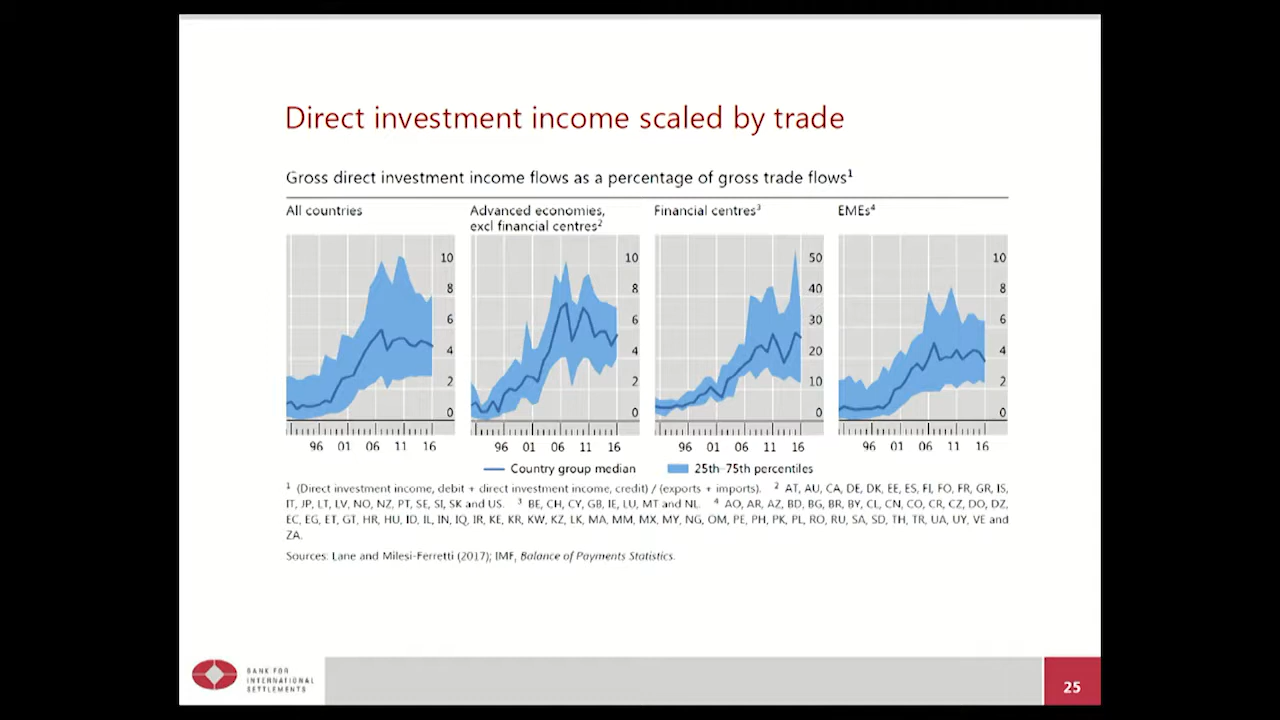 Direct investment income scaled by trade
Gross direct investment income flows as a percentage of gross trade flows¹
All countries
10
8
6
4
2
0
96 01 06 11 16
Advanced economies,
excl financial centres²
10
8
6
4
2
0
96 01 06 11 16
Financial centres³
50
40
30
20
10
0
96 01 06 11 16
EMEs⁴
10
8
6
4
2
0
96 01 06 11 16
Country group median 25th–75th percentiles
¹ (Direct investment income, debit + direct investment income, credit) / (exports + imports). ² AT, AU, CA, DE, DK, EE, ES, FI, FO, FR, GR, IS,
IT, JP, LT, LV, NO, NZ, PT, SE, SI, SK and US. ³ BE, CH, CY, GB, IE, LU, MT and NL. ⁴ AO, AR, AZ, BD, BG, BR, BY, CL, CN, CO, CR, CZ, DO, DZ,
EC, EG, ET, GT, HR, HU, ID, IL, IN, IQ, IR, KE, KR, KW, KZ, LK, MA, MM, MX, MY, NG, OM, PE, PH, PK, PL, RO, RU, SA, SD, TH, TR, UA, UY, VE and
ZA.
Sources: Lane and Milesi-Ferretti (2017); IMF, Balance of Payments Statistics.
BANK FOR
INTERNATIONAL
SETTLEMENTS
25